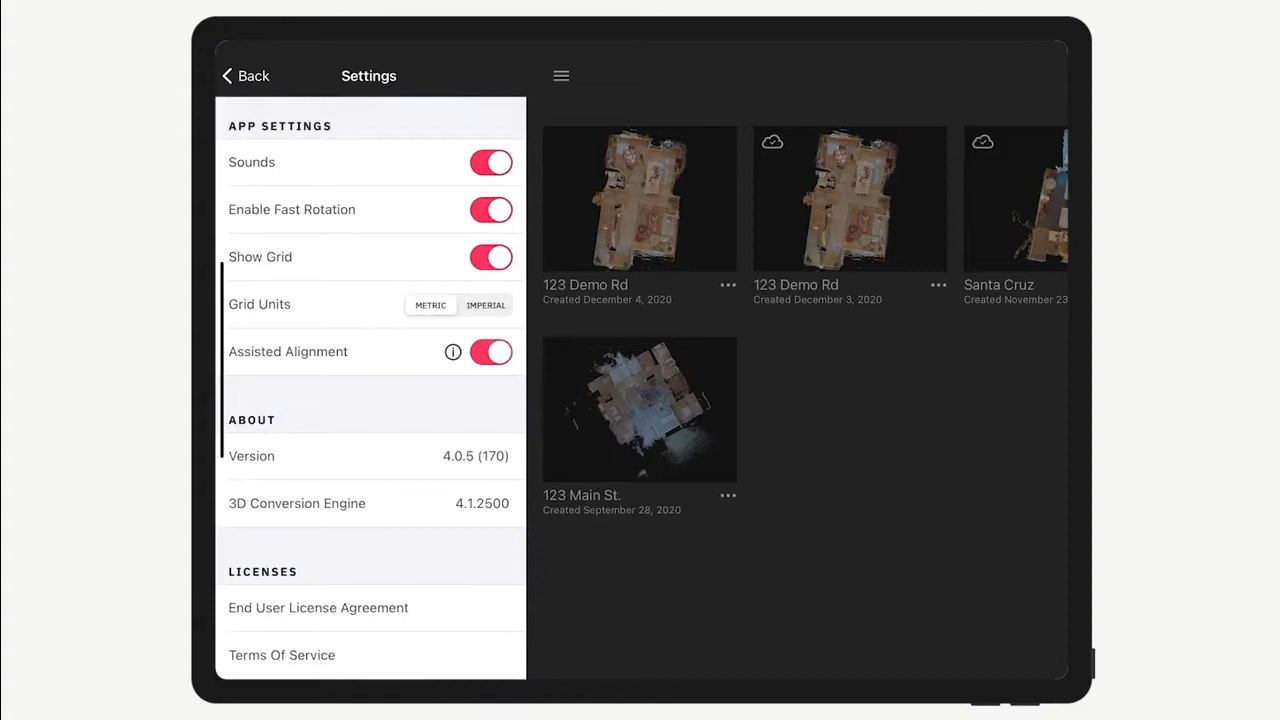 Back
Settings
APP SETTINGS
Sounds
Enable Fast Rotation
Show Grid
Grid Units
METRIC IMPERIAL
Assisted Alignment
ABOUT
Version 4.0.5 (170)
3D Conversion Engine 4.1.2500
LICENSES
End User License Agreement
Terms Of Service
123 Demo Rd
Created December 4, 2020
123 Demo Rd
Created December 3, 2020
Santa Cruz
Created November 23
123 Main St.
Created September 28, 2020